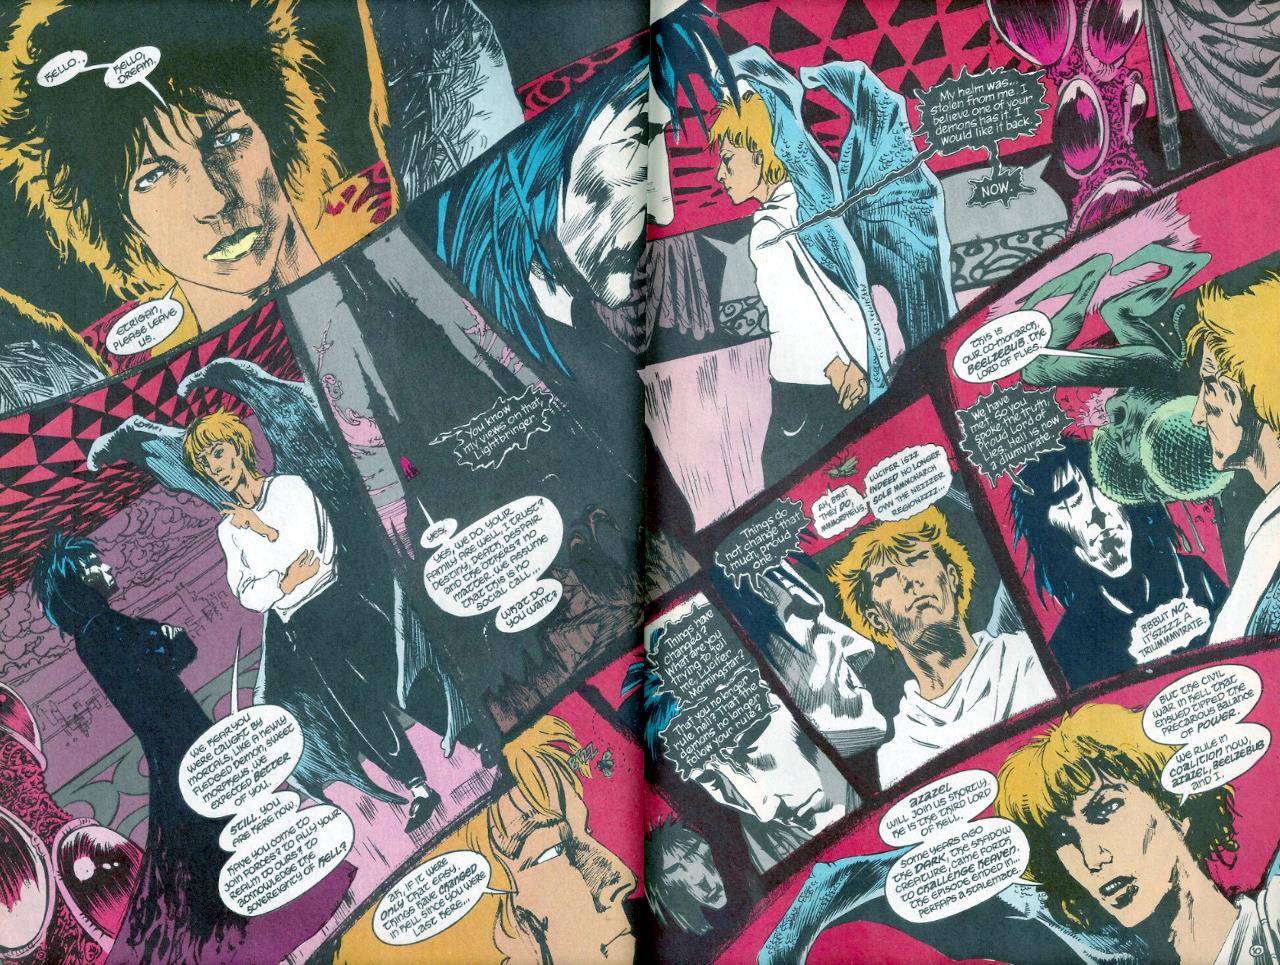 HELLO..
HELLO,
DREAM.
ETRIGAN,
PLEASE LEAVE
US.
WE HEAR YOU
WERE CAUGHT BY
MORTALS, LIKE A NEWLY
FLEDGED DEMON, SWEET
MORPHEUS. WE
EXPECTED BETTER
OF YOU.
STILL. YOU
ARE HERE NOW.
HAVE YOU COME TO
JOIN FORCES? TO ALLY YOUR
REALM TO OURS? TO
ACKNOWLEDGE THE
SOVEREIGNTY OF HELL?
You know
my views on that,
Lightbringer.
YES.
YES. WE DO. YOUR
FAMILY ARE WELL, I TRUST?
DESTINY, DEATH, DESPAIR
AND THE OTHERS? NO
MATTER. WE ASSUME
THAT THIS IS NO
SOCIAL CALL...
WHAT DO
YOU WANT?
My helm was...
stolen from me. I
believe one of your
demons has it. I
would like it back.
NOW.
BZZZ
AH, IF IT WERE
ONLY THAT EASY.
THINGS HAVE CHANGED
IN HELL SINCE YOU WERE
LAST HERE...
Things have
changed?
What are you
trying to tell
me, Lucifer
Morningstar?
That you no longer
rule hell? That the
demons no longer
follow your rule?
Things do
not change that
much, proud
one.
AH, BBUT
THEY DO,
MMORPHEUS.
LUCIFER ISZZ
INDEED NO LONGER
SOLE MMMONARCH
OVVN THE NEZZZER
REEGIONZZZ.
THIS IS
OUR CO-MONARCH,
BEELZEBUB. THE
LORD OF FLIES.
We have
met. So you
spoke the truth,
Proud Lord of
Lies. Hell is now
a diumvirate.
BBBUT NO.
IT'SZZZZ A
TRIUMMMVIRATE.
AZAZEL
WILL JOIN US SHORTLY.
HE IS THE THIRD LORD
OF HELL.
SOME YEARS AGO
THE DARK, THE SHADOW
CREATURE, CAME FORTH
TO CHALLENGE HEAVEN.
THE EPISODE ENDED IN...
PERHAPS A STALEMATE.
BUT THE CIVIL
WAR IN HELL THAT
ENSUED TIPPED THE
PRECARIOUS BALANCE
OF POWER.
WE RULE IN
COALITION NOW,
AZAZEL, BEELZEBUB
AND I.